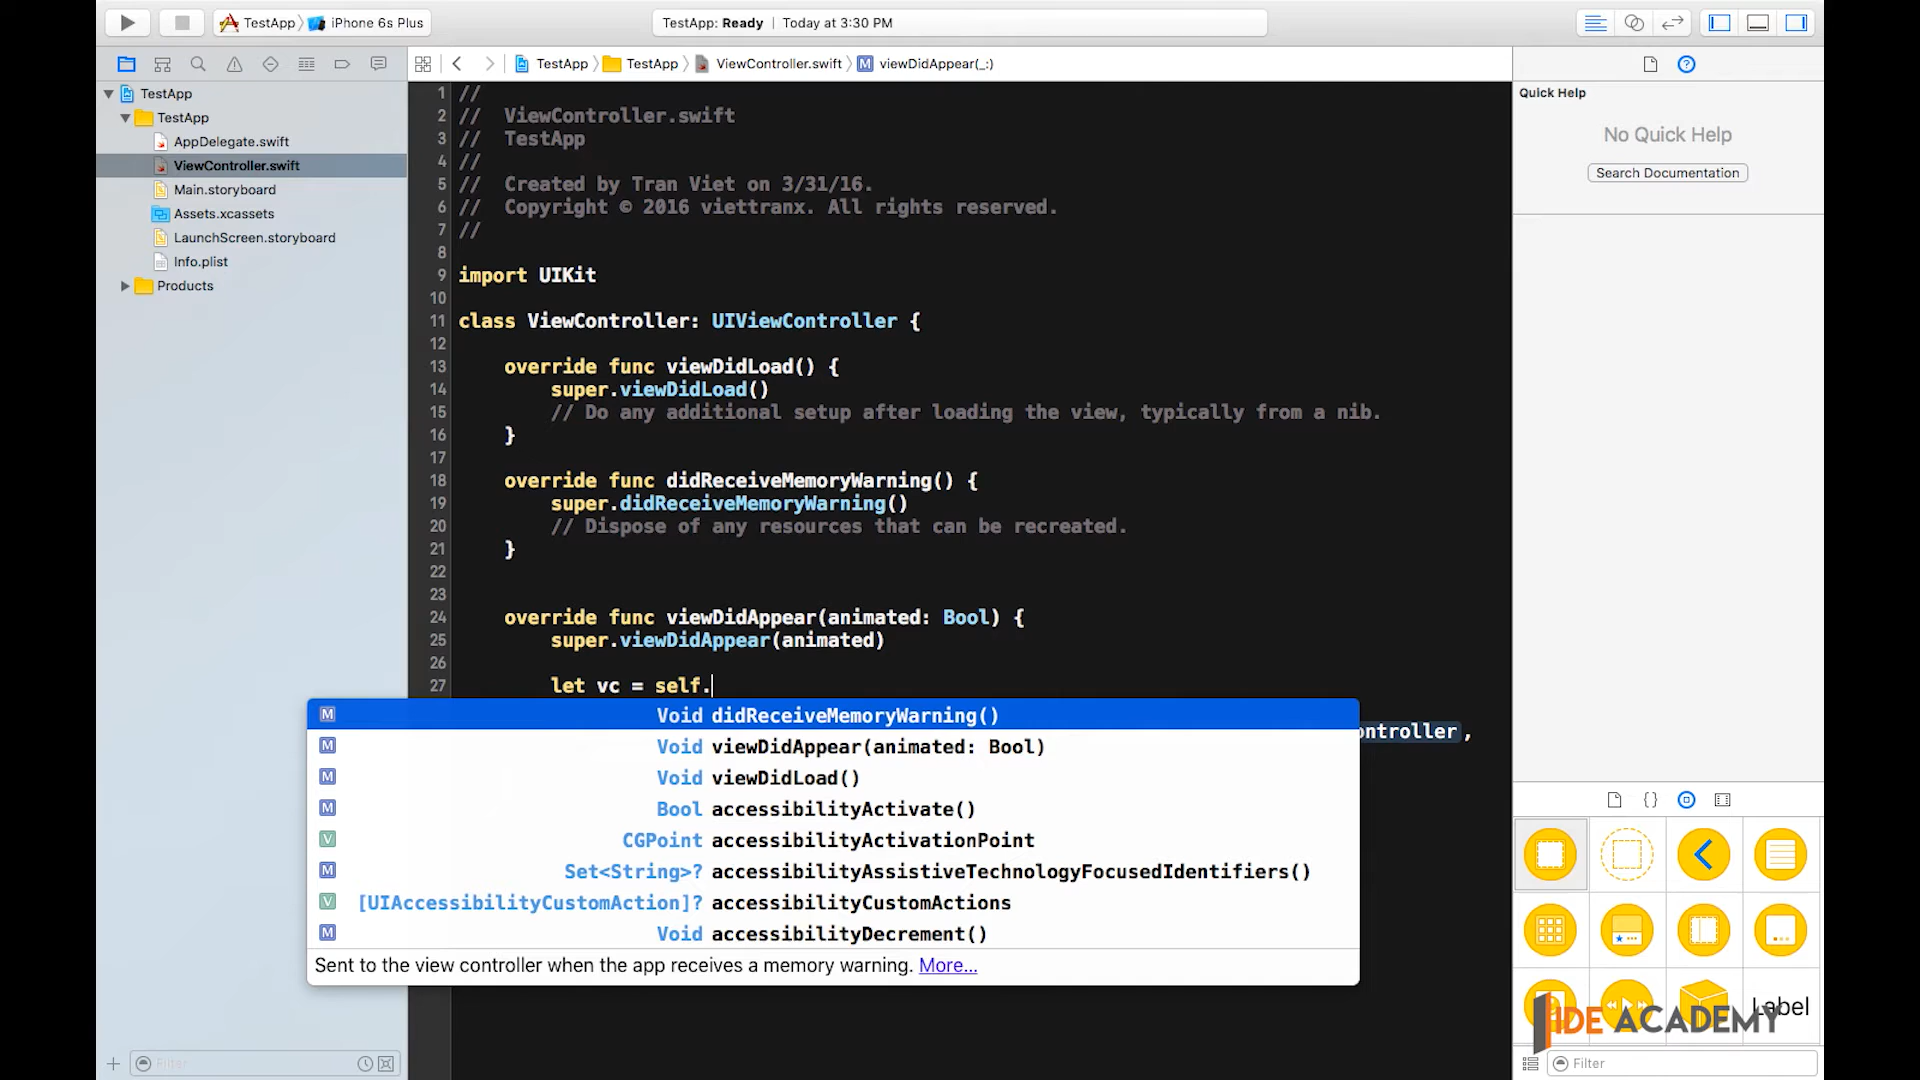 TestApp
iPhone 6s Plus
TestApp: Ready | Today at 3:30 PM
TestApp
TestApp
ViewController.swift
M viewDidAppear(_:)
TestApp
TestApp
AppDelegate.swift
ViewController.swift
Main.storyboard
Assets.xcassets
LaunchScreen.storyboard
Info.plist
Products
Filter
1 //
2 // ViewController.swift
3 // TestApp
4 //
5 // Created by Tran Viet on 3/31/16.
6 // Copyright © 2016 viettranx. All rights reserved.
7 //
8
9 import UIKit
10
11 class ViewController: UIViewController {
12
13 override func viewDidLoad() {
14 super.viewDidLoad()
15 // Do any additional setup after loading the view, typically from a nib.
16 }
17
18 override func didReceiveMemoryWarning() {
19 super.didReceiveMemoryWarning()
20 // Dispose of any resources that can be recreated.
21 }
22
23
24 override func viewDidAppear(animated: Bool) {
25 super.viewDidAppear(animated)
26
27 let vc = self.
ontroller,
M Void didReceiveMemoryWarning()
M Void viewDidAppear(animated: Bool)
M Void viewDidLoad()
M Bool accessibilityActivate()
V CGPoint accessibilityActivationPoint
M Set<String>? accessibilityAssistiveTechnologyFocusedIdentifiers()
V [UIAccessibilityCustomAction]? accessibilityCustomActions
M Void accessibilityDecrement()
Sent to the view controller when the app receives a memory warning. More...
Quick Help
No Quick Help
Search Documentation
{}
Label
IDE ACADEMY
Filter